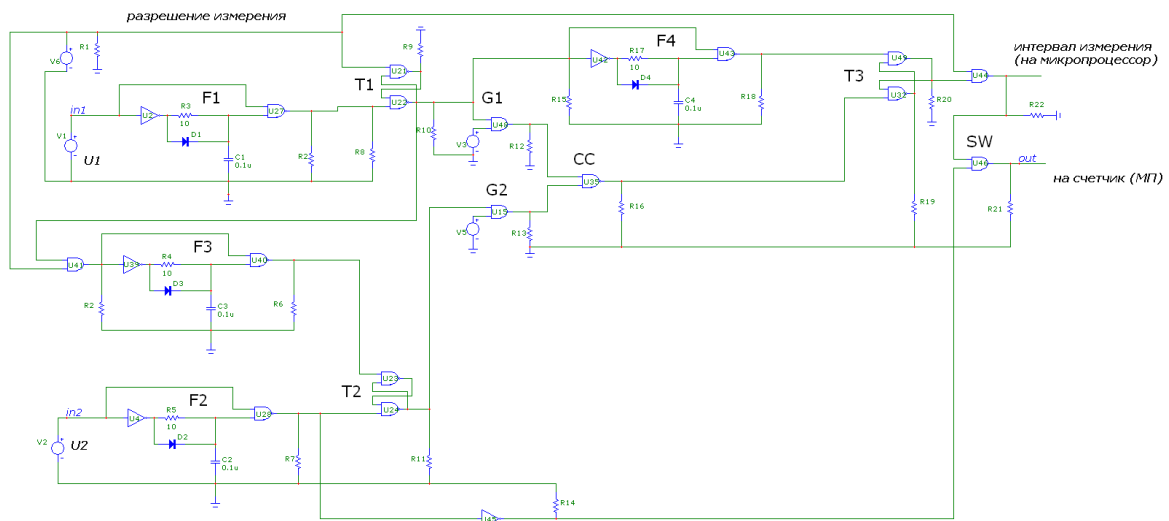 разрешение измерения
R1
V6
R9
U21
T1
U22
R10
in1
F1
U2
R3
10
D1
U27
C1
0.1u
R2
R8
V1
U1
G1
U48
V3
R12
F4
U42
R17
10
D4
U43
C4
0.1u
R15
R18
T3
U49
U32
R20
U44
интервал измерения
(на микропроцессор)
R22
SW
U46
out
на счетчик (МП)
CC
U35
R16
R19
R21
G2
U15
V5
R13
F3
U41
U39
R4
10
D3
U40
C3
0.1u
R2
R6
T2
U23
U24
in2
F2
U4
R5
10
D2
U28
C2
0.1u
V2
U2
R7
R11
R14
U45